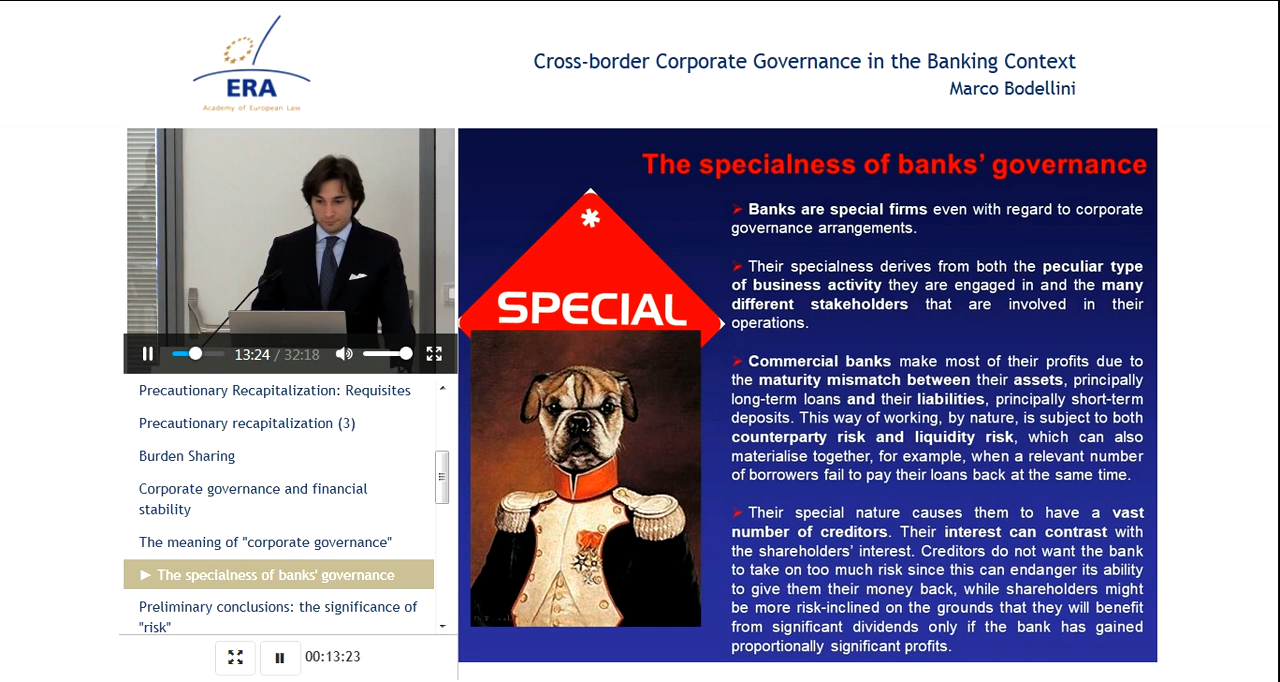 ERA
Academy of European Law
Cross-border Corporate Governance in the Banking Context
Marco Bodellini
13:24 / 32:18
Precautionary Recapitalization: Requisites
Precautionary recapitalization (3)
Burden Sharing
Corporate governance and financial
stability
The meaning of "corporate governance"
► The specialness of banks' governance
Preliminary conclusions: the significance of
"risk"
00:13:23
The specialness of banks’ governance
*
SPECIAL
➢ Banks are special firms even with regard to corporate
governance arrangements.
➢ Their specialness derives from both the peculiar type
of business activity they are engaged in and the many
different stakeholders that are involved in their
operations.
➢ Commercial banks make most of their profits due to
the maturity mismatch between their assets, principally
long-term loans and their liabilities, principally short-term
deposits. This way of working, by nature, is subject to both
counterparty risk and liquidity risk, which can also
materialise together, for example, when a relevant number
of borrowers fail to pay their loans back at the same time.
➢ Their special nature causes them to have a vast
number of creditors. Their interest can contrast with
the shareholders’ interest. Creditors do not want the bank
to take on too much risk since this can endanger its ability
to give them their money back, while shareholders might
be more risk-inclined on the grounds that they will benefit
from significant dividends only if the bank has gained
proportionally significant profits.